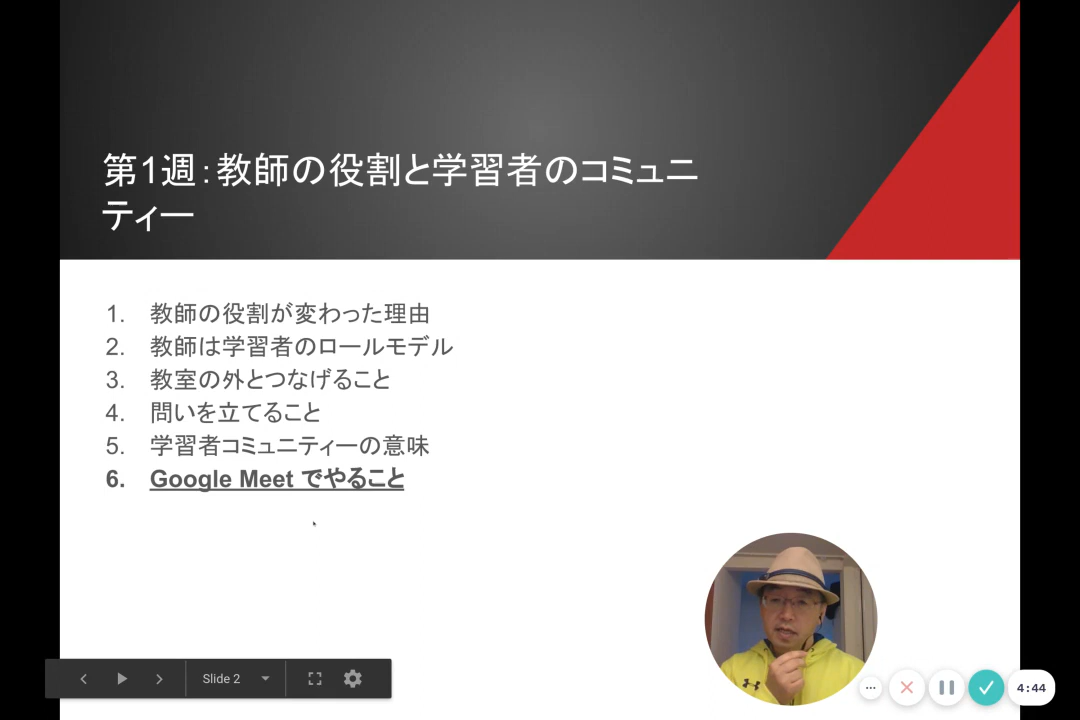 第1週：教師の役割と学習者のコミュニ
ティー
1. 教師の役割が変わった理由
2. 教師は学習者のロールモデル
3. 教室の外とつなげること
4. 問いを立てること
5. 学習者コミュニティーの意味
6. Google Meet でやること
Slide 2
4:44